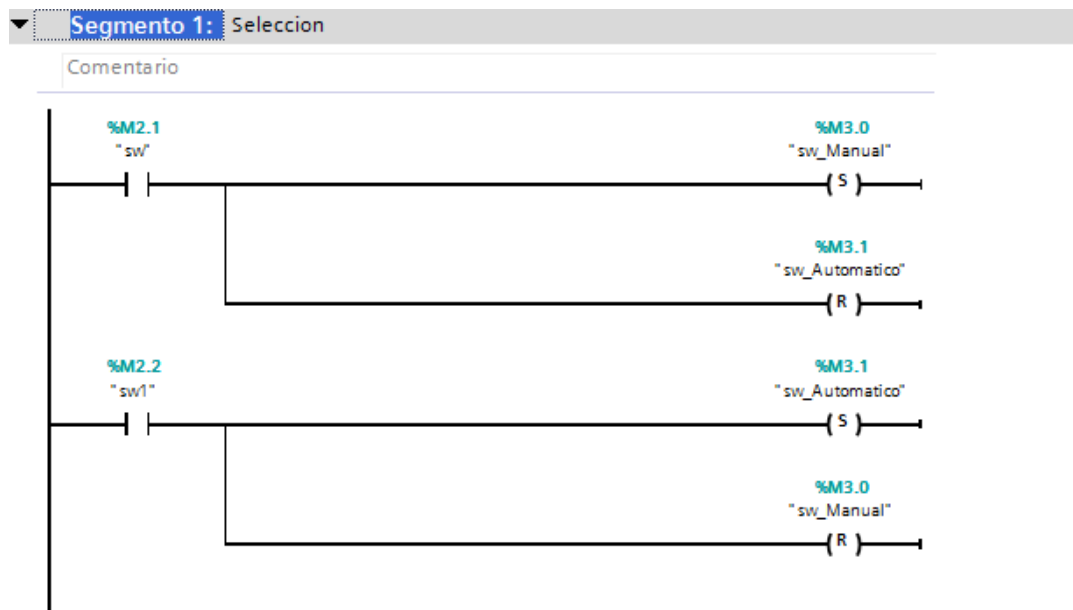 Segmento 1: Seleccion
Comentario
%M2.1
"sw"
%M3.0
"sw_Manual"
S
%M3.1
"sw_Automatico"
R
%M2.2
"sw1"
%M3.1
"sw_Automatico"
S
%M3.0
"sw_Manual"
R